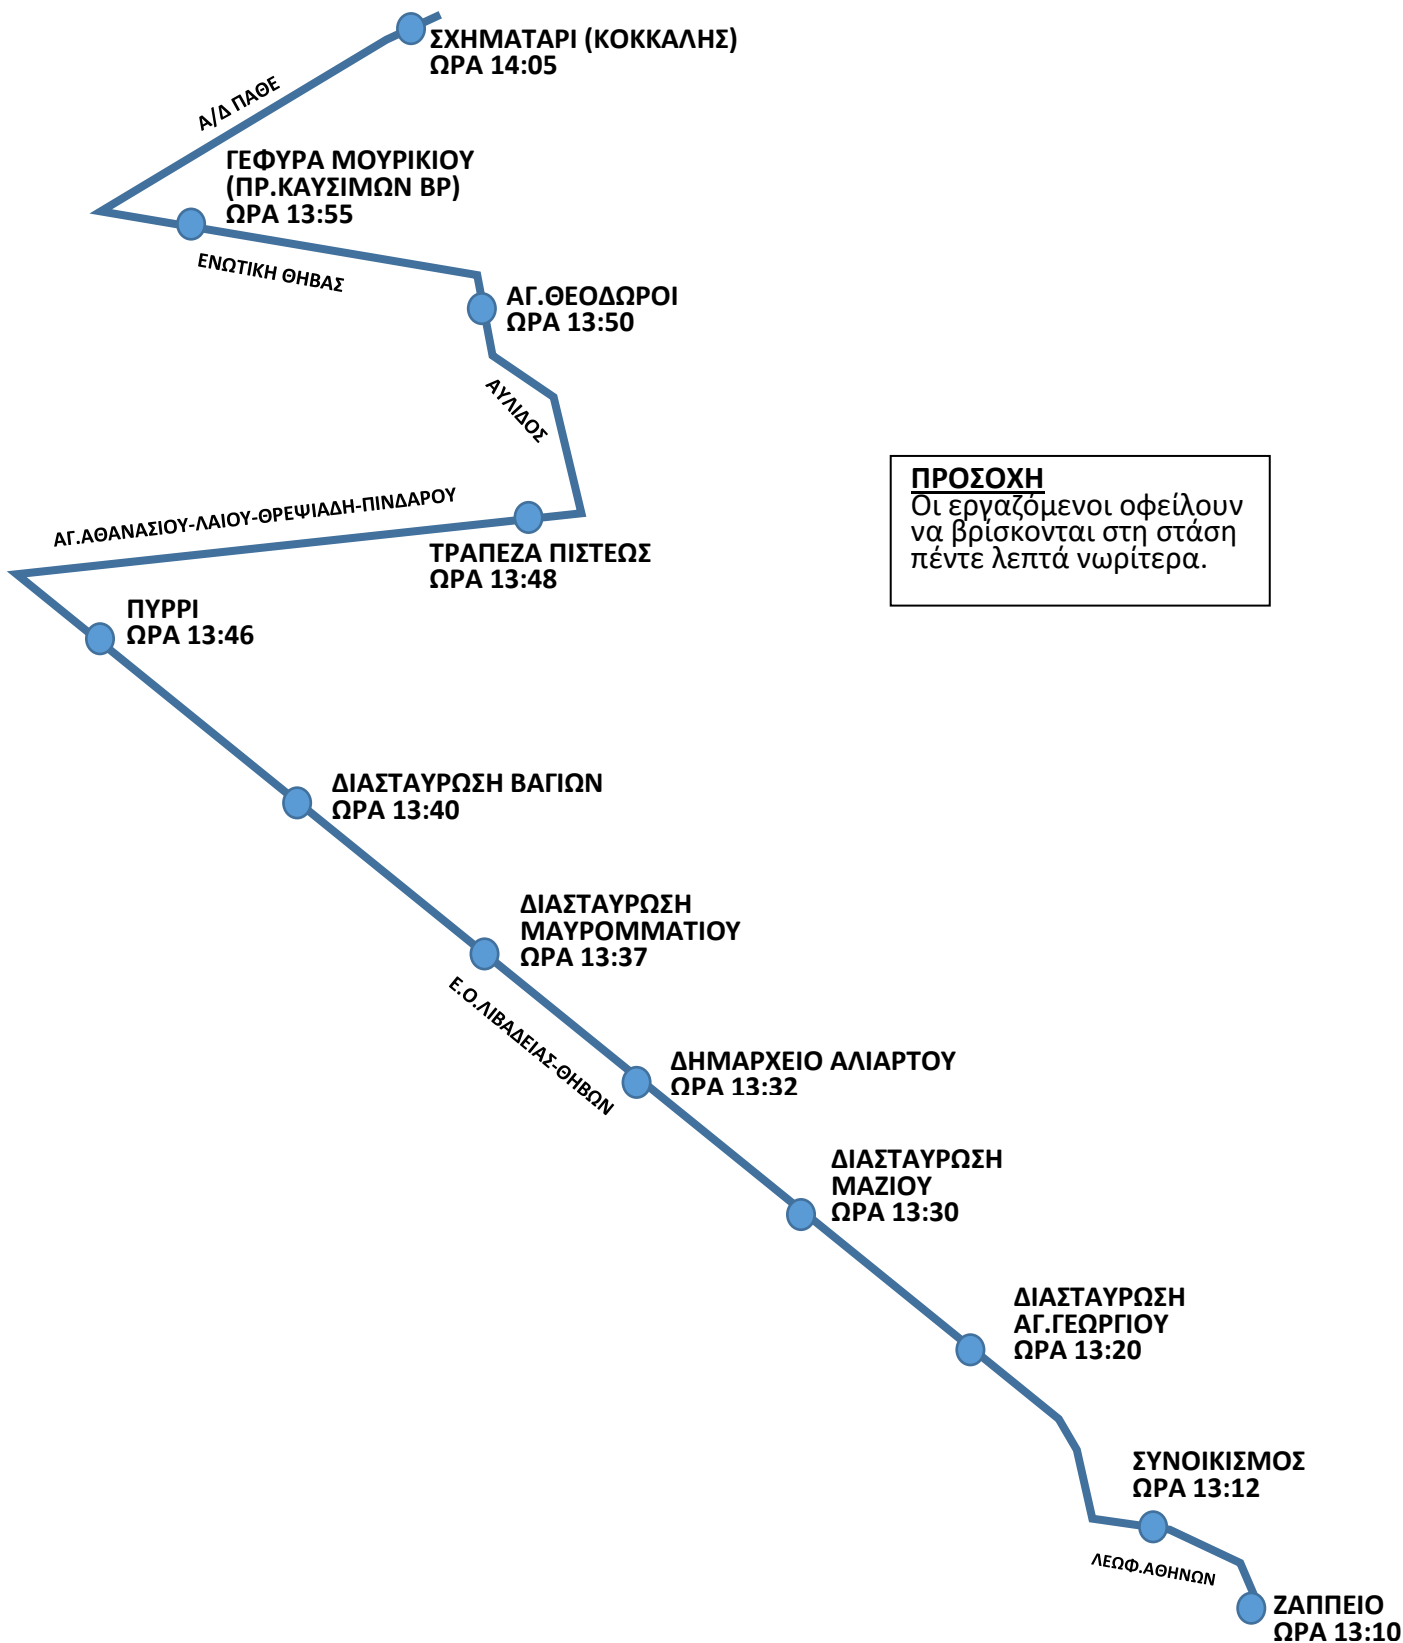 ΣΧΗΜΑΤΑΡΙ (ΚΟΚΚΑΛΗΣ)
ΩΡΑ 14:05
Α/Δ ΠΑΘΕ
ΓΕΦΥΡΑ ΜΟΥΡΙΚΙΟΥ
(ΠΡ.ΚΑΥΣΙΜΩΝ ΒΡ)
ΩΡΑ 13:55
ΕΝΩΤΙΚΗ ΘΗΒΑΣ
ΑΓ.ΘΕΟΔΩΡΟΙ
ΩΡΑ 13:50
ΑΥΛΙΔΟΣ
ΠΡΟΣΟΧΗ
Οι εργαζόμενοι οφείλουν
να βρίσκονται στη στάση
πέντε λεπτά νωρίτερα.
ΑΓ.ΑΘΑΝΑΣΙΟΥ-ΛΑΙΟΥ-ΘΡΕΨΙΑΔΗ-ΠΙΝΔΑΡΟΥ
ΤΡΑΠΕΖΑ ΠΙΣΤΕΩΣ
ΩΡΑ 13:48
ΠΥΡΡΙ
ΩΡΑ 13:46
ΔΙΑΣΤΑΥΡΩΣΗ ΒΑΓΙΩΝ
ΩΡΑ 13:40
ΔΙΑΣΤΑΥΡΩΣΗ
ΜΑΥΡΟΜΜΑΤΙΟΥ
ΩΡΑ 13:37
Ε.Ο.ΛΙΒΑΔΕΙΑΣ-ΘΗΒΩΝ
ΔΗΜΑΡΧΕΙΟ ΑΛΙΑΡΤΟΥ
ΩΡΑ 13:32
ΔΙΑΣΤΑΥΡΩΣΗ
ΜΑΖΙΟΥ
ΩΡΑ 13:30
ΔΙΑΣΤΑΥΡΩΣΗ
ΑΓ.ΓΕΩΡΓΙΟΥ
ΩΡΑ 13:20
ΣΥΝΟΙΚΙΣΜΟΣ
ΩΡΑ 13:12
ΛΕΩΦ.ΑΘΗΝΩΝ
ΖΑΠΠΕΙΟ
ΩΡΑ 13:10